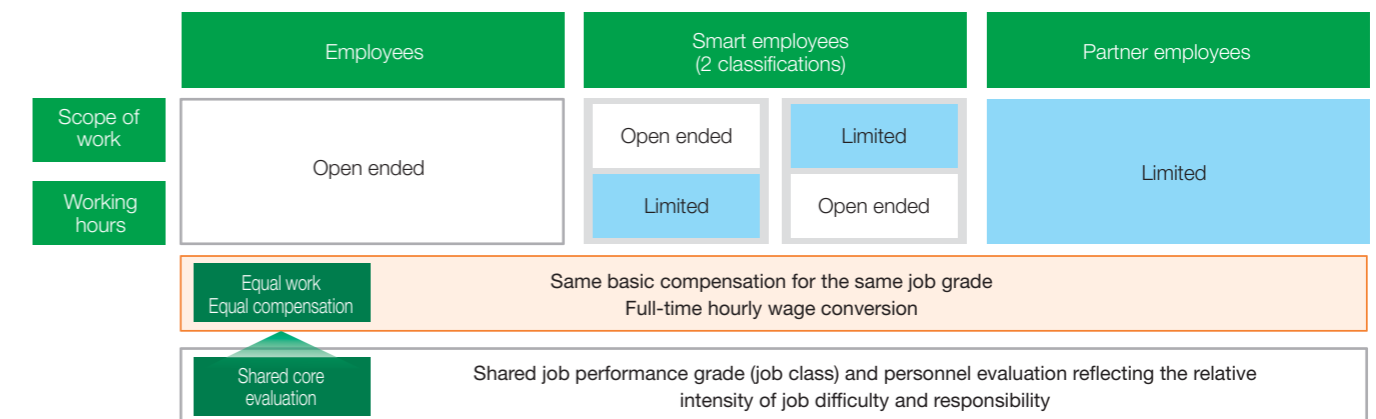 Employees
Smart employees
(2 classifications)
Partner employees
Scope of
work
Open ended
Open ended
Limited
Limited
Working
hours
Limited
Open ended
Equal work
Equal compensation
Same basic compensation for the same job grade
Full-time hourly wage conversion
Shared core
evaluation
Shared job performance grade (job class) and personnel evaluation reflecting the relative
intensity of job difficulty and responsibility